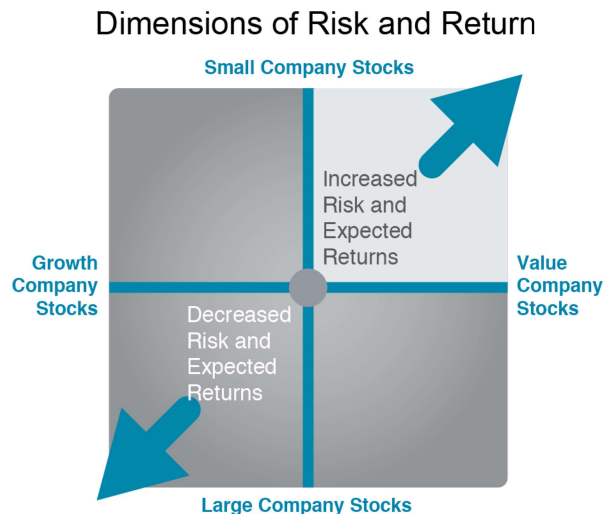 Dimensions of Risk and Return
Small Company Stocks
Increased
Risk and
Expected
Returns
Growth
Company
Stocks
Value
Company
Stocks
Decreased
Risk and
Expected
Returns
Large Company Stocks